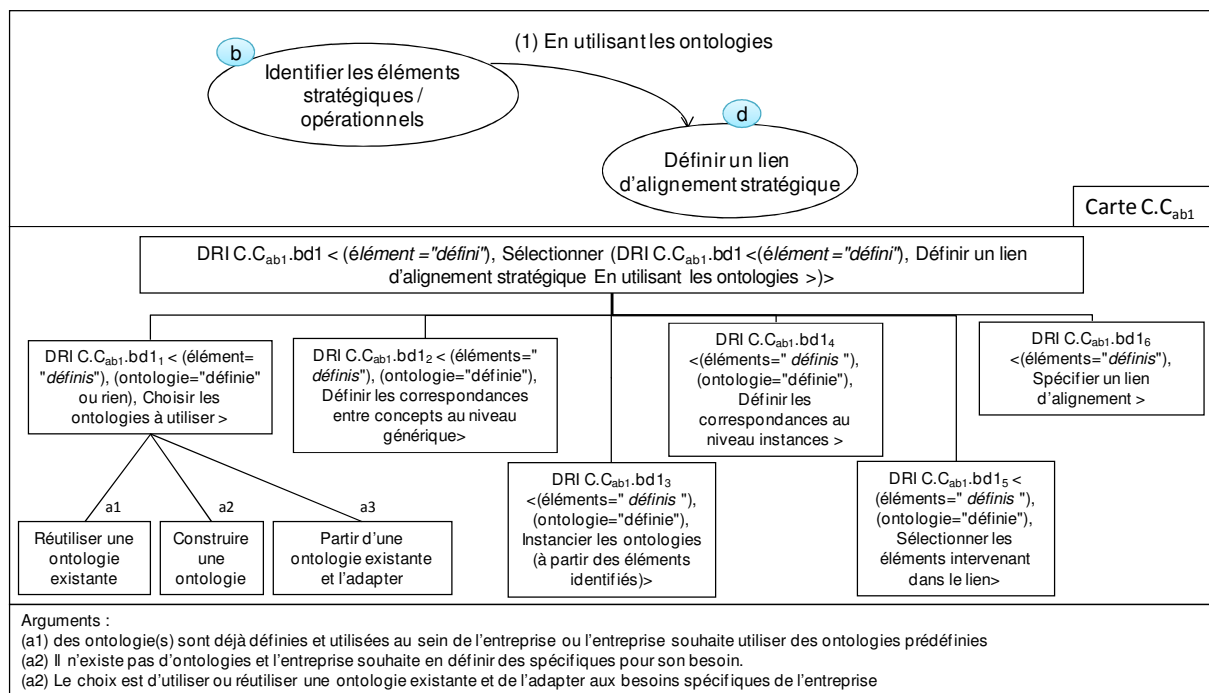 (1) En utilisant les ontologies
b
Identifier les éléments
stratégiques /
opérationnels
d
Définir un lien
d'alignement stratégique
Carte C.Cab1
DRI C.Cab1.bd1 < (élément ="défini"), Sélectionner (DRI C.Cab1.bd1 <(élément ="défini"), Définir un lien
d'alignement stratégique En utilisant les ontologies >)>
DRI C.Cab1.bd11 < (élément=
"définis"), (ontologie="définie"
ou rien), Choisir les
ontologies à utiliser >
DRI C.Cab1.bd12 < (éléments="
définis"), (ontologie="définie"),
Définir les correspondances
entre concepts au niveau
générique>
DRI C.Cab1.bd14
<(éléments=" définis "),
(ontologie="définie"),
Définir les
correspondances au
niveau instances >
DRI C.Cab1.bd16
<(éléments="définis"),
Spécifier un lien
d'alignement >
DRI C.Cab1.bd13
<(éléments=" définis "),
(ontologie="définie"),
Instancier les ontologies
(à partir des éléments
identifiés)>
DRI C.Cab1.bd15 <
(éléments=" définis "),
(ontologie="définie"),
Sélectionner les
éléments intervenant
dans le lien>
a1
a2
a3
Réutiliser une
ontologie
existante
Construire
une
ontologie
Partir d'une
ontologie existante
et l'adapter
Arguments :
(a1) des ontologie(s) sont déjà définies et utilisées au sein de l'entreprise ou l'entreprise souhaite utiliser des ontologies prédéfinies
(a2) Il n'existe pas d'ontologies et l'entreprise souhaite en définir des spécifiques pour son besoin.
(a2) Le choix est d'utiliser ou réutiliser une ontologie existante et de l'adapter aux besoins spécifiques de l'entreprise